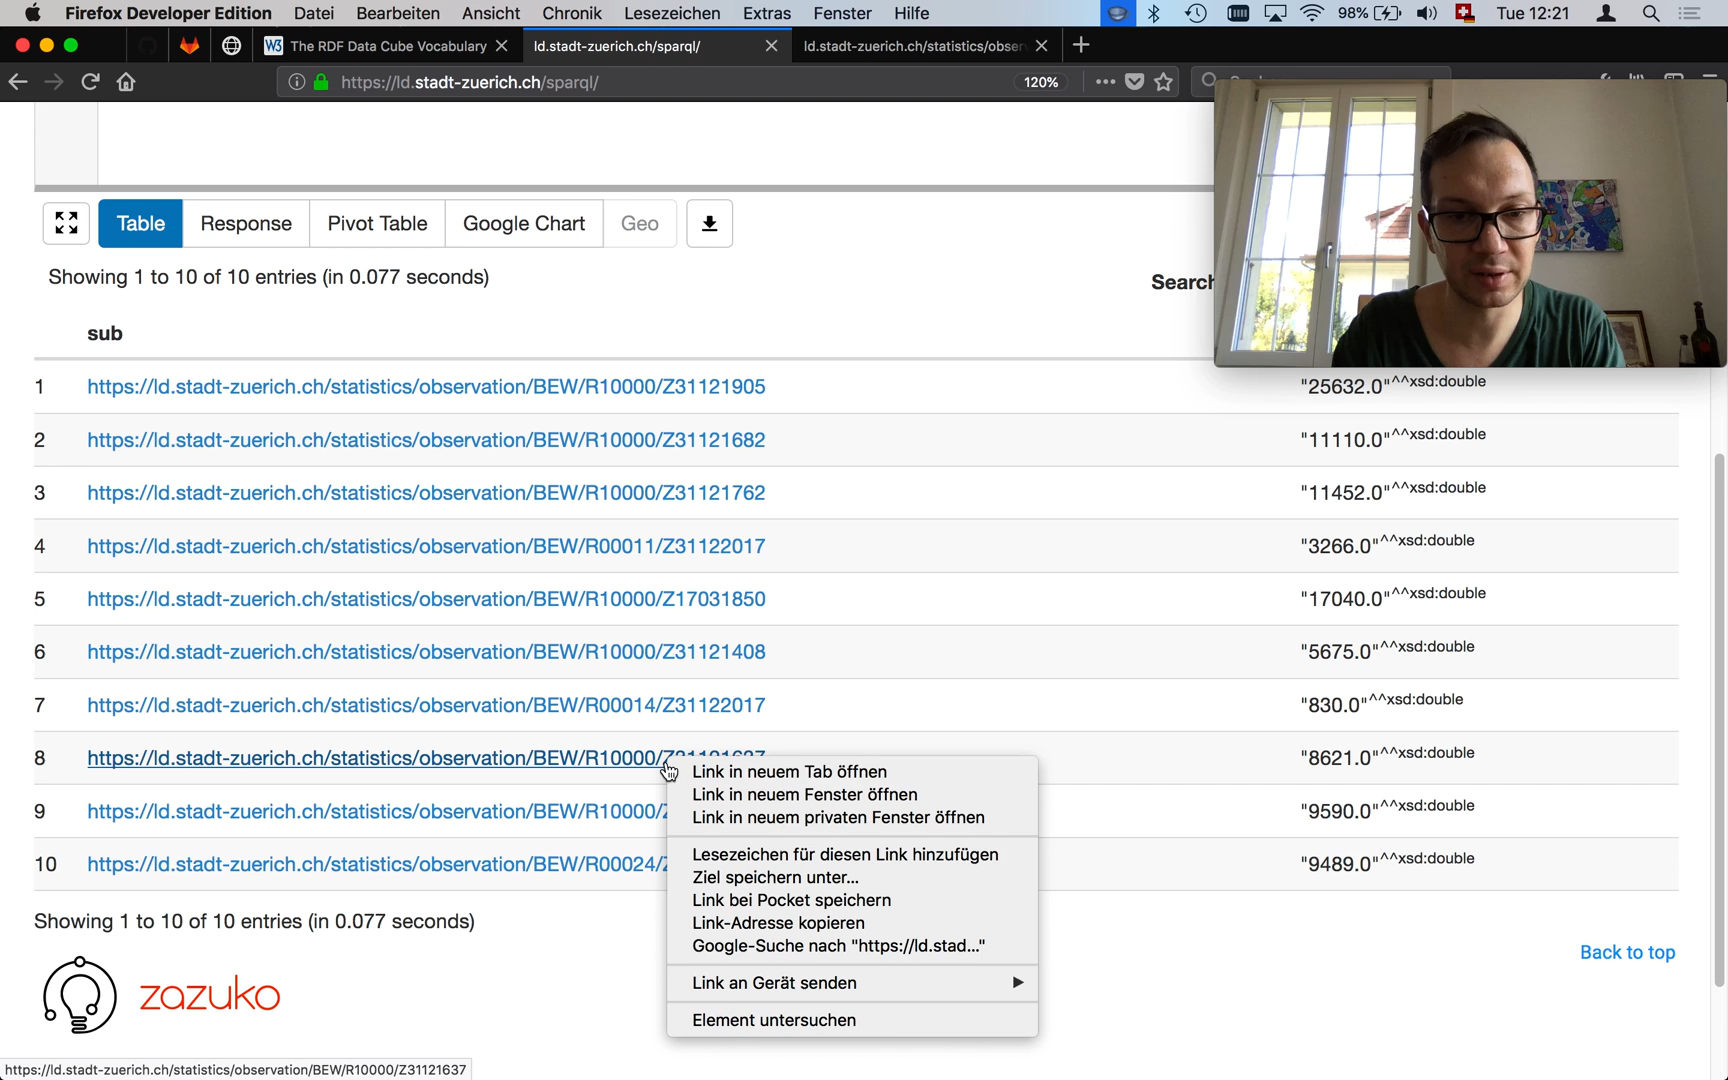 Firefox Developer Edition Datei Bearbeiten Ansicht Chronik Lesezeichen Extras Fenster Hilfe 98% Tue 12:21
The RDF Data Cube Vocabulary ld.stadt-zuerich.ch/sparql/ ld.stadt-zuerich.ch/statistics/obser
https://ld.stadt-zuerich.ch/sparql/ 120%
Table Response Pivot Table Google Chart Geo
Showing 1 to 10 of 10 entries (in 0.077 seconds) Search
sub
1 https://ld.stadt-zuerich.ch/statistics/observation/BEW/R10000/Z31121905 "25632.0"^^xsd:double
2 https://ld.stadt-zuerich.ch/statistics/observation/BEW/R10000/Z31121682 "11110.0"^^xsd:double
3 https://ld.stadt-zuerich.ch/statistics/observation/BEW/R10000/Z31121762 "11452.0"^^xsd:double
4 https://ld.stadt-zuerich.ch/statistics/observation/BEW/R00011/Z31122017 "3266.0"^^xsd:double
5 https://ld.stadt-zuerich.ch/statistics/observation/BEW/R10000/Z17031850 "17040.0"^^xsd:double
6 https://ld.stadt-zuerich.ch/statistics/observation/BEW/R10000/Z31121408 "5675.0"^^xsd:double
7 https://ld.stadt-zuerich.ch/statistics/observation/BEW/R00014/Z31122017 "830.0"^^xsd:double
8 https://ld.stadt-zuerich.ch/statistics/observation/BEW/R10000/Z31121637 "8621.0"^^xsd:double
9 https://ld.stadt-zuerich.ch/statistics/observation/BEW/R10000/Z "9590.0"^^xsd:double
10 https://ld.stadt-zuerich.ch/statistics/observation/BEW/R00024/Z "9489.0"^^xsd:double
Link in neuem Tab öffnen
Link in neuem Fenster öffnen
Link in neuem privaten Fenster öffnen
Lesezeichen für diesen Link hinzufügen
Ziel speichern unter...
Link bei Pocket speichern
Link-Adresse kopieren
Google-Suche nach "https://ld.stad..."
Link an Gerät senden
Element untersuchen
Showing 1 to 10 of 10 entries (in 0.077 seconds)
Back to top
zazuko
https://ld.stadt-zuerich.ch/statistics/observation/BEW/R10000/Z31121637